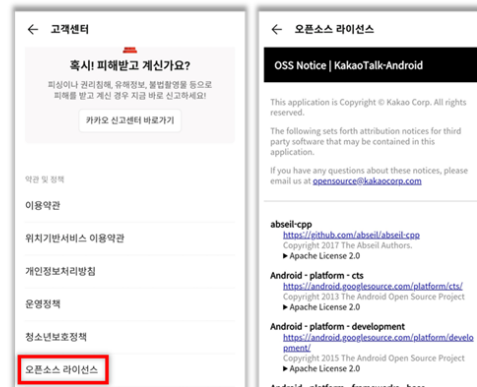 ← 고객센터
혹시! 피해받고 계신가요?
피싱이나 권리침해, 유해정보, 불법촬영물 등으로
피해를 받고 계신 경우 지금 바로 신고하세요!
카카오 신고센터 바로가기
약관 및 정책
이용약관
위치기반서비스 이용약관
개인정보처리방침
운영정책
청소년보호정책
오픈소스 라이선스
← 오픈소스 라이선스
OSS Notice | KakaoTalk-Android
This application is Copyright © Kakao Corp. All rights
reserved.
The following sets forth attribution notices for third
party software that may be contained in this
application.
If you have any questions about these notices, please
email us at opensource@kakaocorp.com
abseil-cpp
https://github.com/abseil/abseil-cpp
Copyright 2017 The Abseil Authors.
▶ Apache License 2.0
Android - platform - cts
https://android.googlesource.com/platform/cts/
Copyright 2013 The Android Open Source Project
▶ Apache License 2.0
Android - platform - development
https://android.googlesource.com/platform/develo
pment/
Copyright 2015 The Android Open Source Project
▶ Apache License 2.0